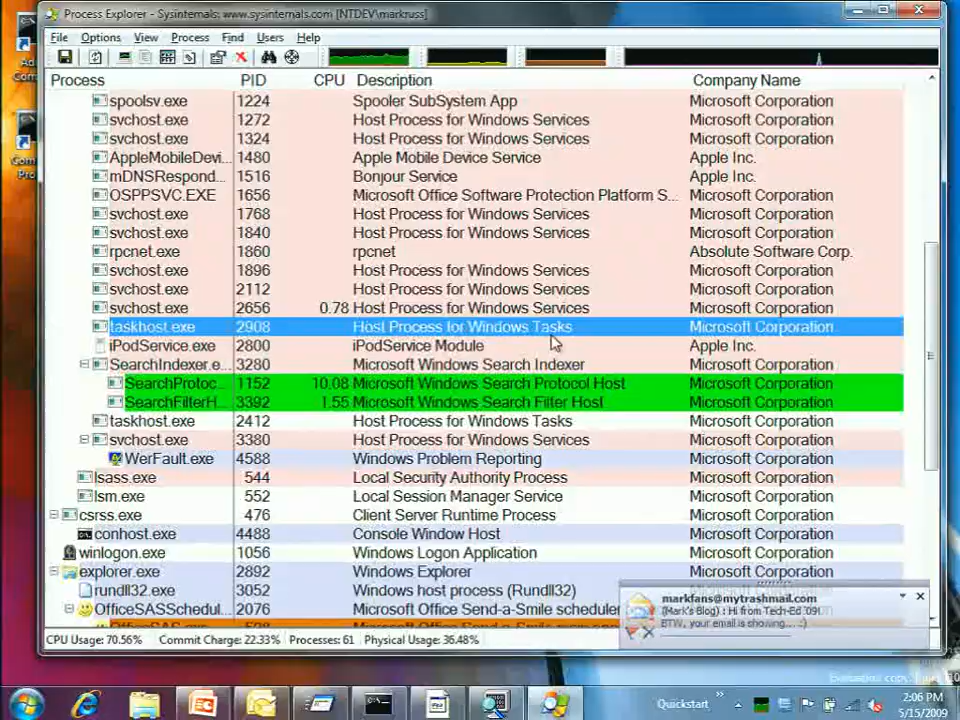 Process Explorer - Sysinternals: www.sysinternals.com [NTDEV\markruss]
File Options View Process Find Users Help
Process PID CPU Description Company Name
spoolsv.exe 1224 Spooler SubSystem App Microsoft Corporation
svchost.exe 1272 Host Process for Windows Services Microsoft Corporation
svchost.exe 1324 Host Process for Windows Services Microsoft Corporation
AppleMobileDevi... 1480 Apple Mobile Device Service Apple Inc.
mDNSRespond... 1516 Bonjour Service Apple Inc.
OSPPSVC.EXE 1656 Microsoft Office Software Protection Platform S... Microsoft Corporation
svchost.exe 1768 Host Process for Windows Services Microsoft Corporation
svchost.exe 1840 Host Process for Windows Services Microsoft Corporation
rpcnet.exe 1860 rpcnet Absolute Software Corp.
svchost.exe 1896 Host Process for Windows Services Microsoft Corporation
svchost.exe 2112 Host Process for Windows Services Microsoft Corporation
svchost.exe 2656 0.78 Host Process for Windows Services Microsoft Corporation
taskhost.exe 2908 Host Process for Windows Tasks Microsoft Corporation
iPodService.exe 2800 iPodService Module Apple Inc.
SearchIndexer.e... 3280 Microsoft Windows Search Indexer Microsoft Corporation
SearchProtoc... 1152 10.08 Microsoft Windows Search Protocol Host Microsoft Corporation
SearchFilterH... 3392 1.55 Microsoft Windows Search Filter Host Microsoft Corporation
taskhost.exe 2412 Host Process for Windows Tasks Microsoft Corporation
svchost.exe 3380 Host Process for Windows Services Microsoft Corporation
WerFault.exe 4588 Windows Problem Reporting Microsoft Corporation
lsass.exe 544 Local Security Authority Process Microsoft Corporation
lsm.exe 552 Local Session Manager Service Microsoft Corporation
csrss.exe 476 Client Server Runtime Process Microsoft Corporation
conhost.exe 4488 Console Window Host Microsoft Corporation
winlogon.exe 1056 Windows Logon Application Microsoft Corporation
explorer.exe 2892 Windows Explorer Microsoft Corporation
rundll32.exe 3052 Windows host process (Rundll32)
OfficeSASSchedul... 2076 Microsoft Office Send-a-Smile scheduler
markfans@mytrashmail.com
(Mark's Blog) : Hi from Tech-Ed '09!
BTW, your email is showing... :)
CPU Usage: 70.56% Commit Charge: 22.33% Processes: 61 Physical Usage: 36.48%
Quickstart
2:06 PM
5/15/2009